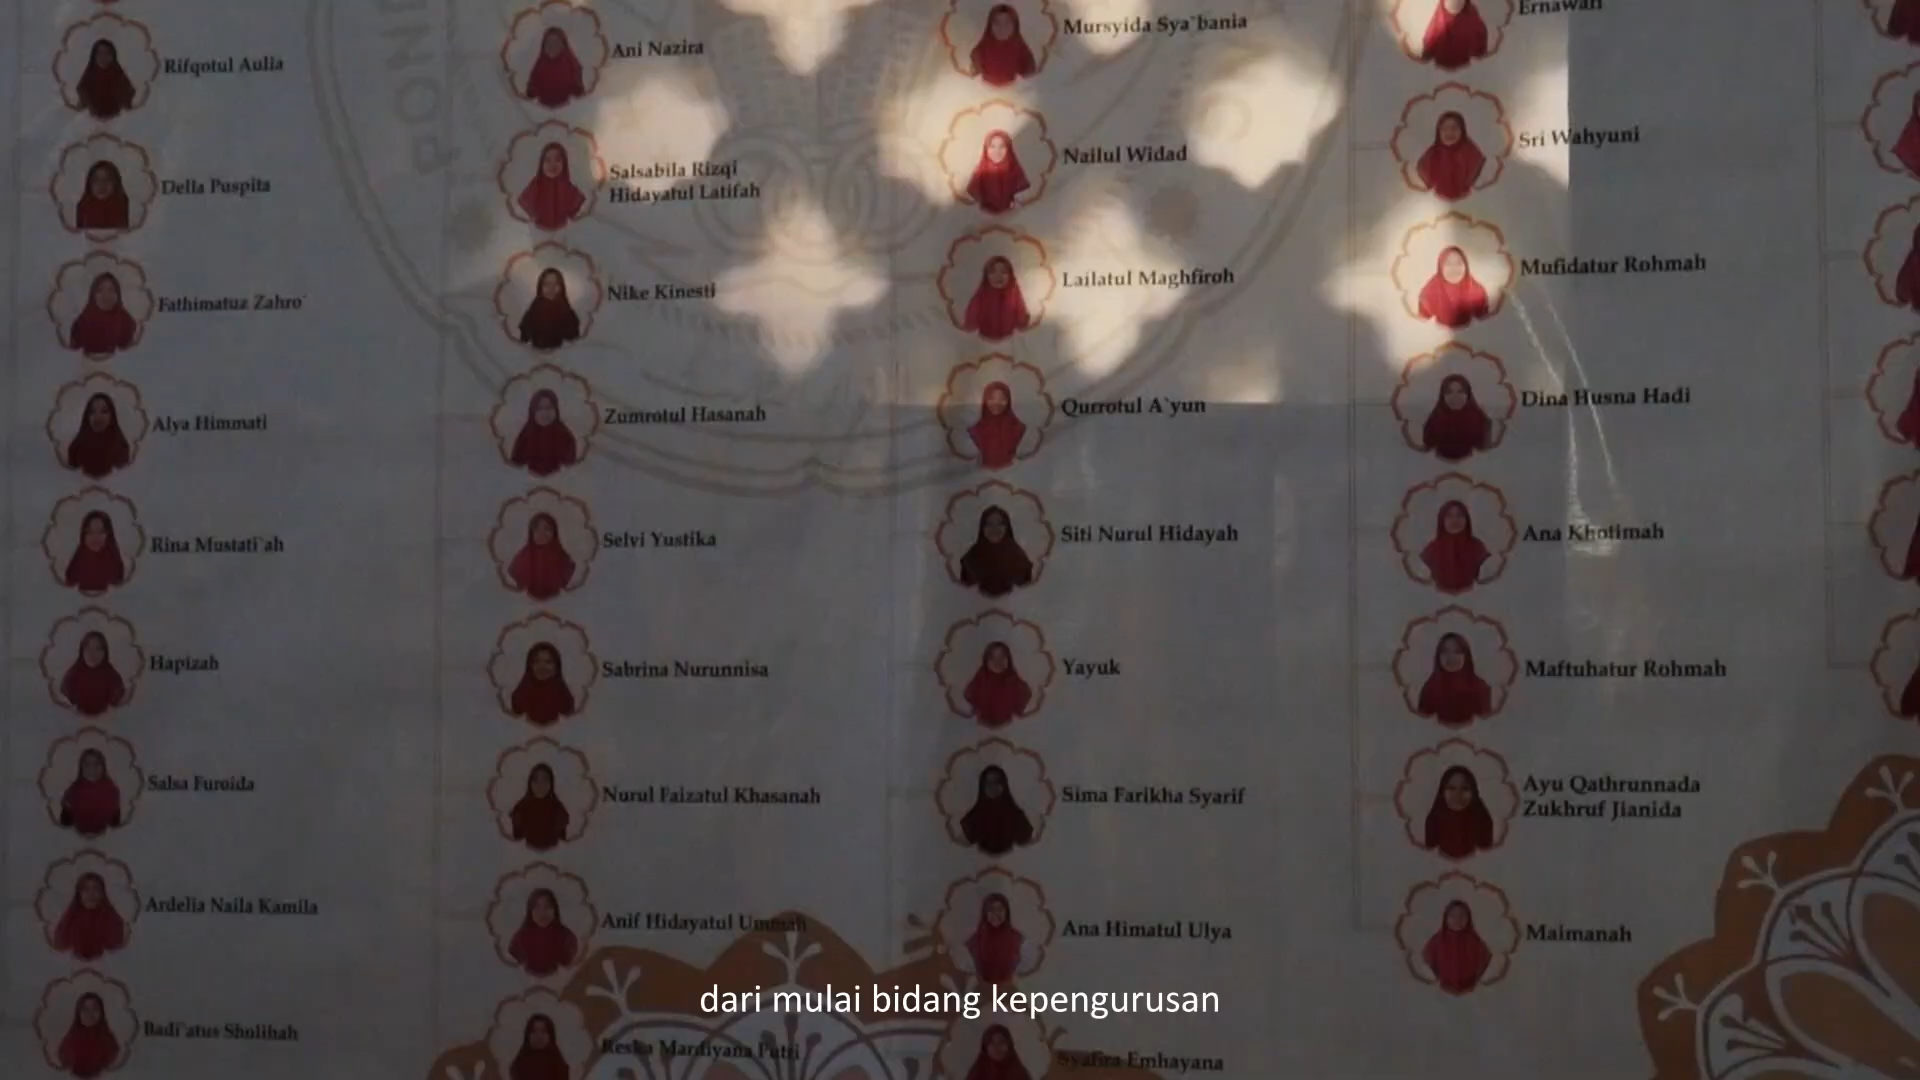 POND
Rifqotul Aulia
Della Puspita
Fathimatuz Zahro`
Alya Himmati
Rina Mustati`ah
Hapizah
Salsa Furoida
Ardelia Naila Kamila
Badi`atus Sholihah
Ani Nazira
Salsabila Rizqi
Hidayatul Latifah
Nike Kinesti
Zumrotul Hasanah
Selvi Yustika
Sabrina Nurunnisa
Nurul Faizatul Khasanah
Anif Hidayatul Ummah
Reska Mardiyana Putri
Mursyida Sya`bania
Nailul Widad
Lailatul Maghfiroh
Qurrotul A`yun
Siti Nurul Hidayah
Yayuk
Sima Farikha Syarif
Ana Himatul Ulya
Syafira Emhayana
Ernawati
Sri Wahyuni
Mufidatur Rohmah
Dina Husna Hadi
Ana Khotimah
Maftuhatur Rohmah
Ayu Qathrunnada
Zukhruf Jianida
Maimanah
dari mulai bidang kepengurusan